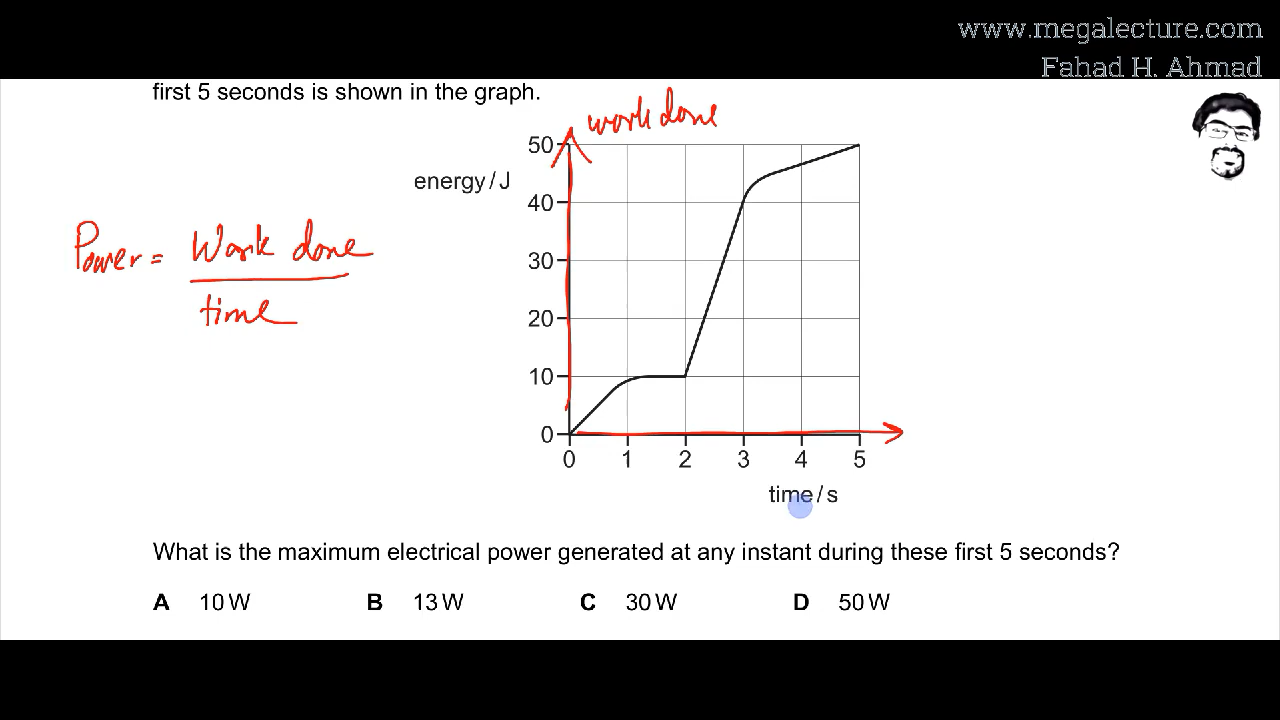 www.megalecture.com
Fahad H. Ahmad
first 5 seconds is shown in the graph.
work done
50
energy / J
40
30
20
10
0
0 1 2 3 4 5
time / s
Power = Work done
time
What is the maximum electrical power generated at any instant during these first 5 seconds?
A 10 W B 13 W C 30 W D 50 W